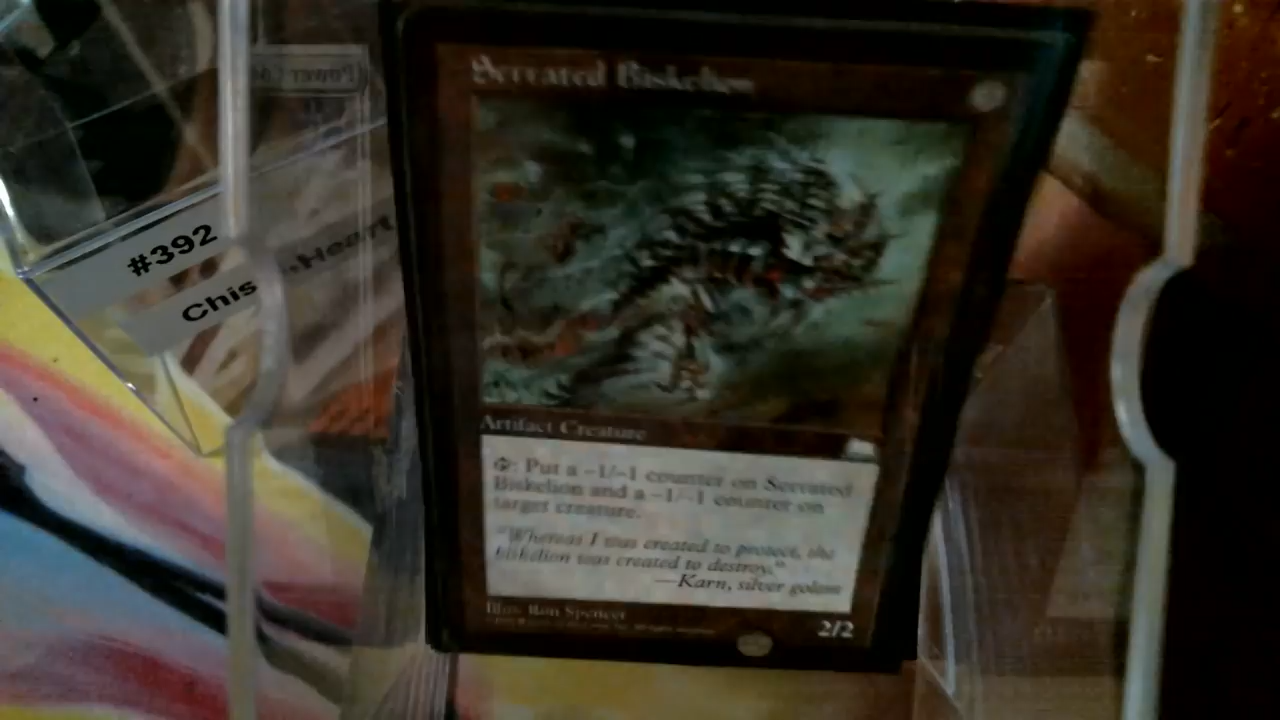 Serrated Biskelion
#392
Chis
Heart
Artifact Creature
: Put a –1/–1 counter on Serrated
Biskelion and a –1/–1 counter on
target creature.
"Whereas I was created to protect, the
biskelion was created to destroy."
—Karn, silver golem
Illus. Ron Spencer
2/2